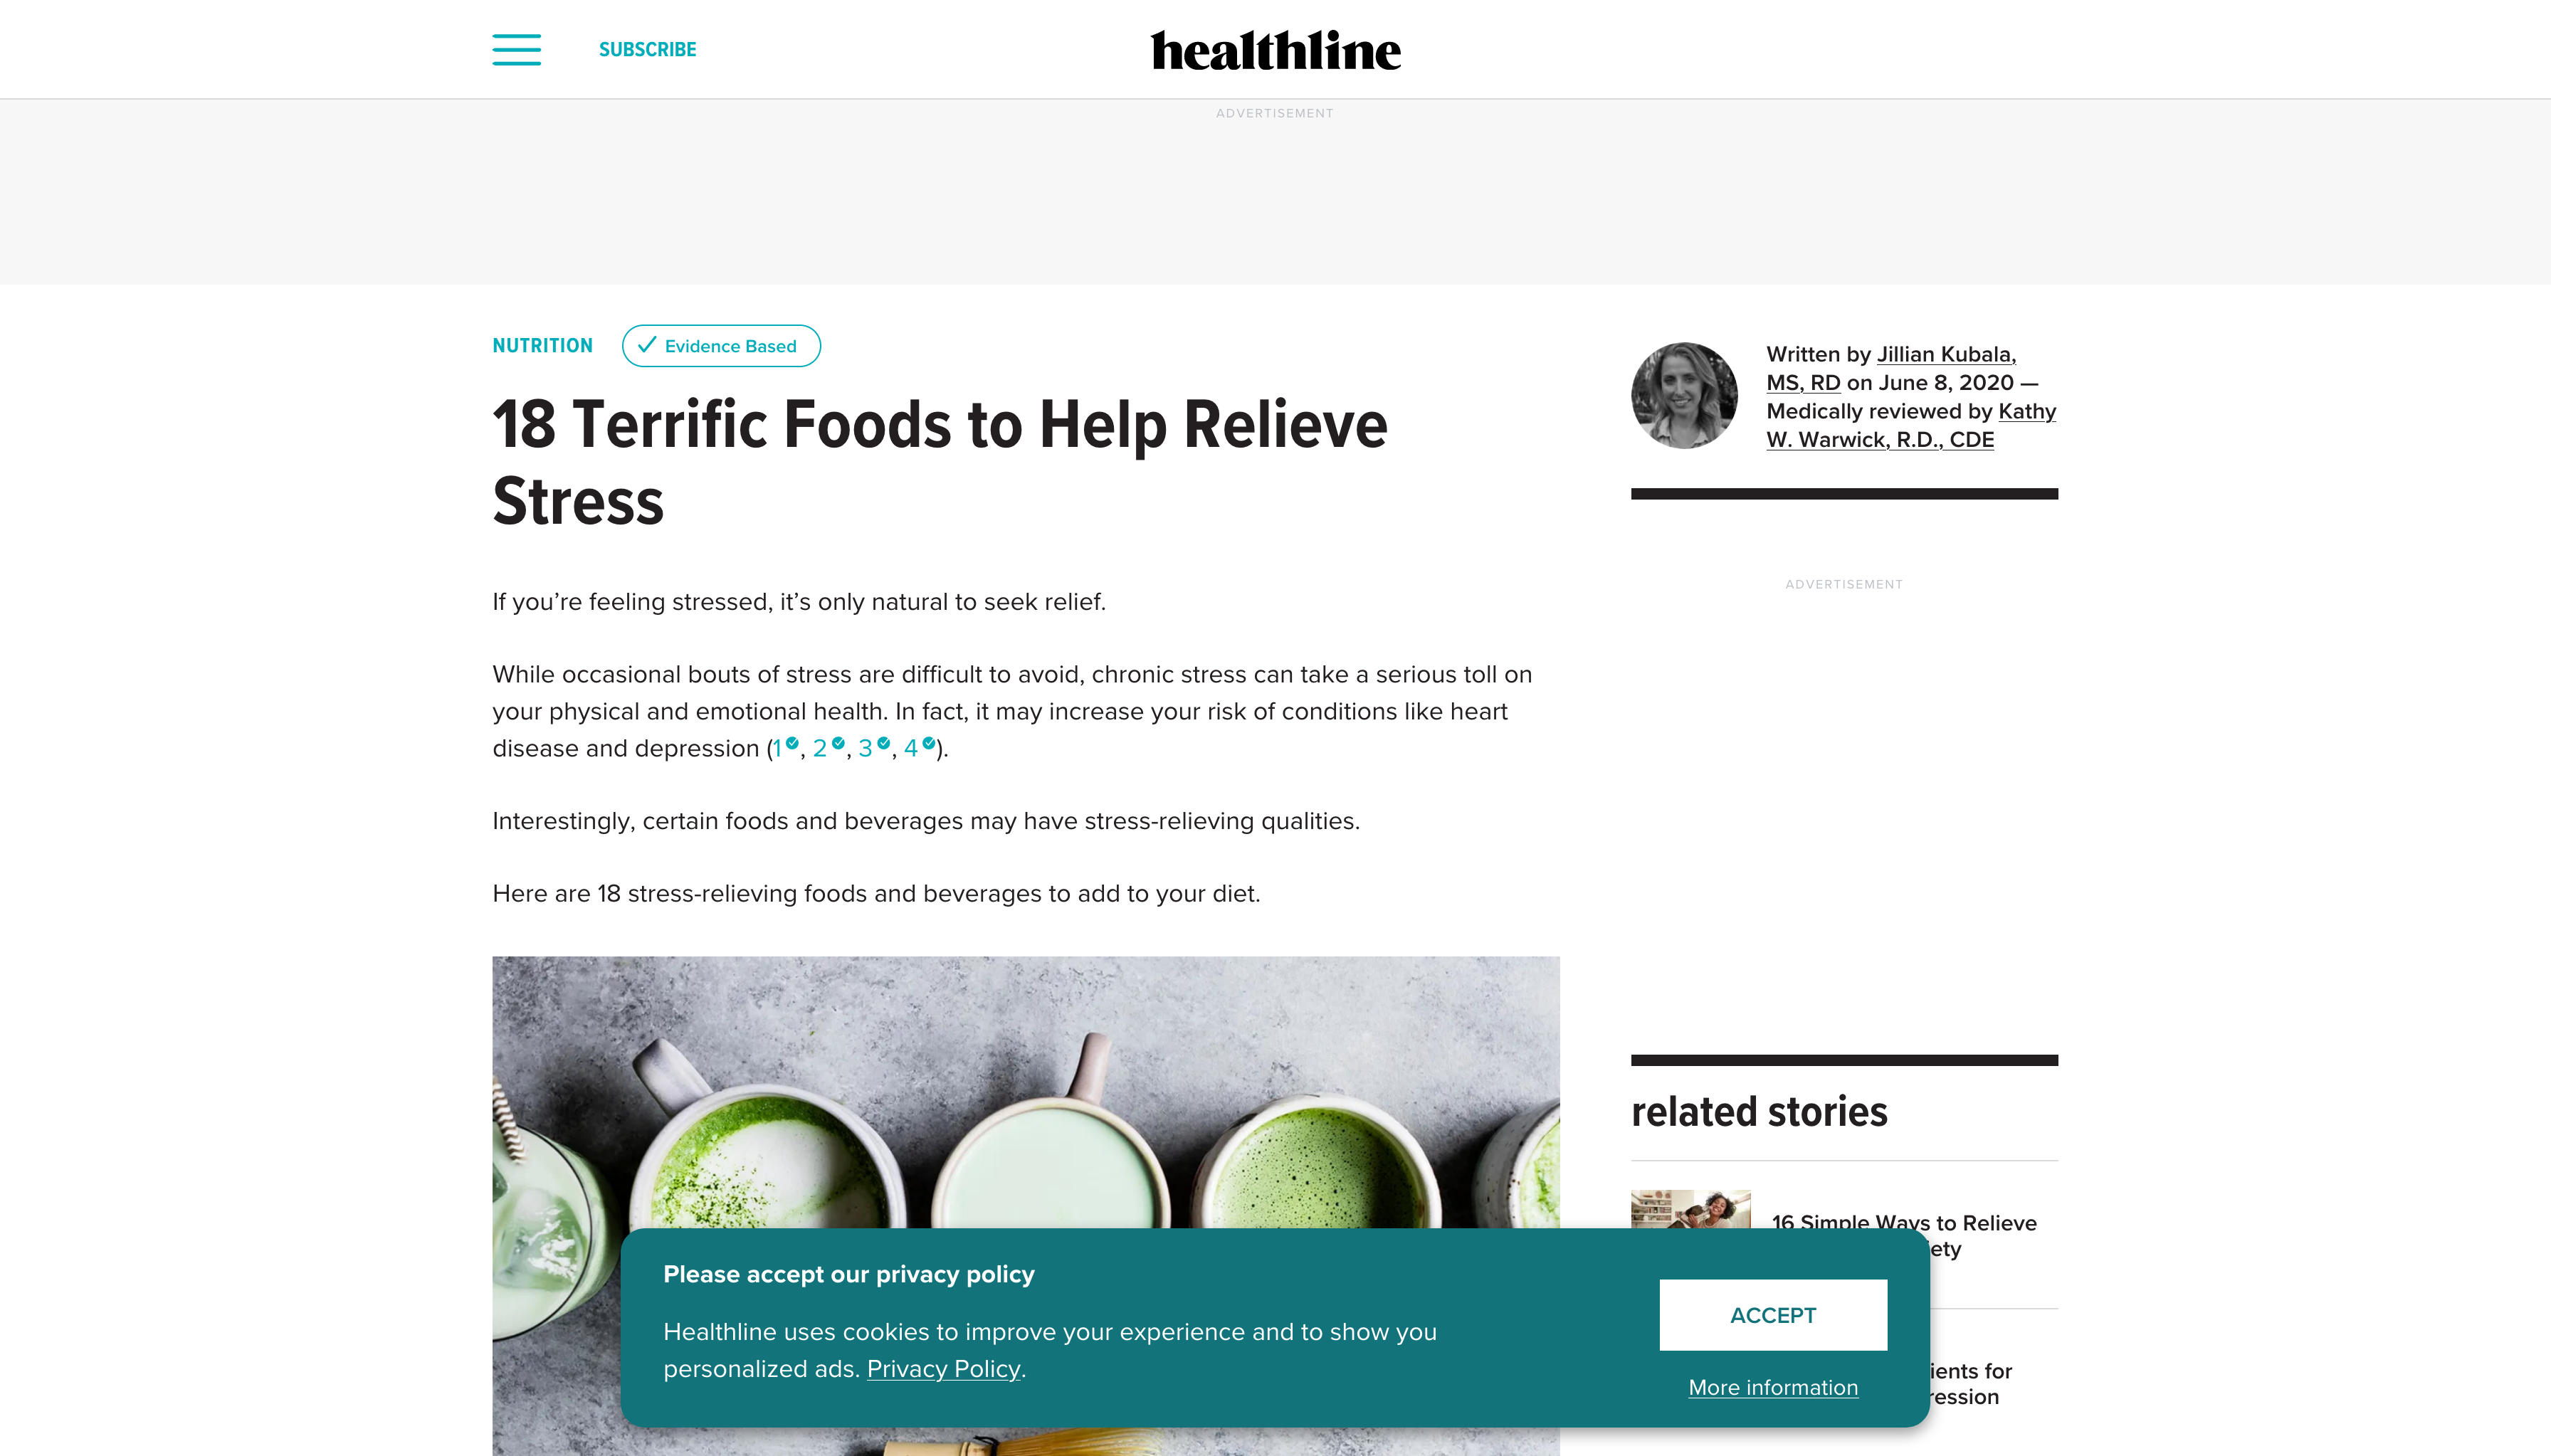 SUBSCRIBE
healthline
ADVERTISEMENT
NUTRITION
Evidence Based
18 Terrific Foods to Help Relieve
Stress
If you’re feeling stressed, it’s only natural to seek relief.
While occasional bouts of stress are difficult to avoid, chronic stress can take a serious toll on
your physical and emotional health. In fact, it may increase your risk of conditions like heart
disease and depression (1, 2, 3, 4).
Interestingly, certain foods and beverages may have stress-relieving qualities.
Here are 18 stress-relieving foods and beverages to add to your diet.
Written by Jillian Kubala,
MS, RD on June 8, 2020 —
Medically reviewed by Kathy
W. Warwick, R.D., CDE
ADVERTISEMENT
related stories
16 Simple Ways to Relieve
Please accept our privacy policy
Healthline uses cookies to improve your experience and to show you
personalized ads. Privacy Policy.
ACCEPT
More information
for